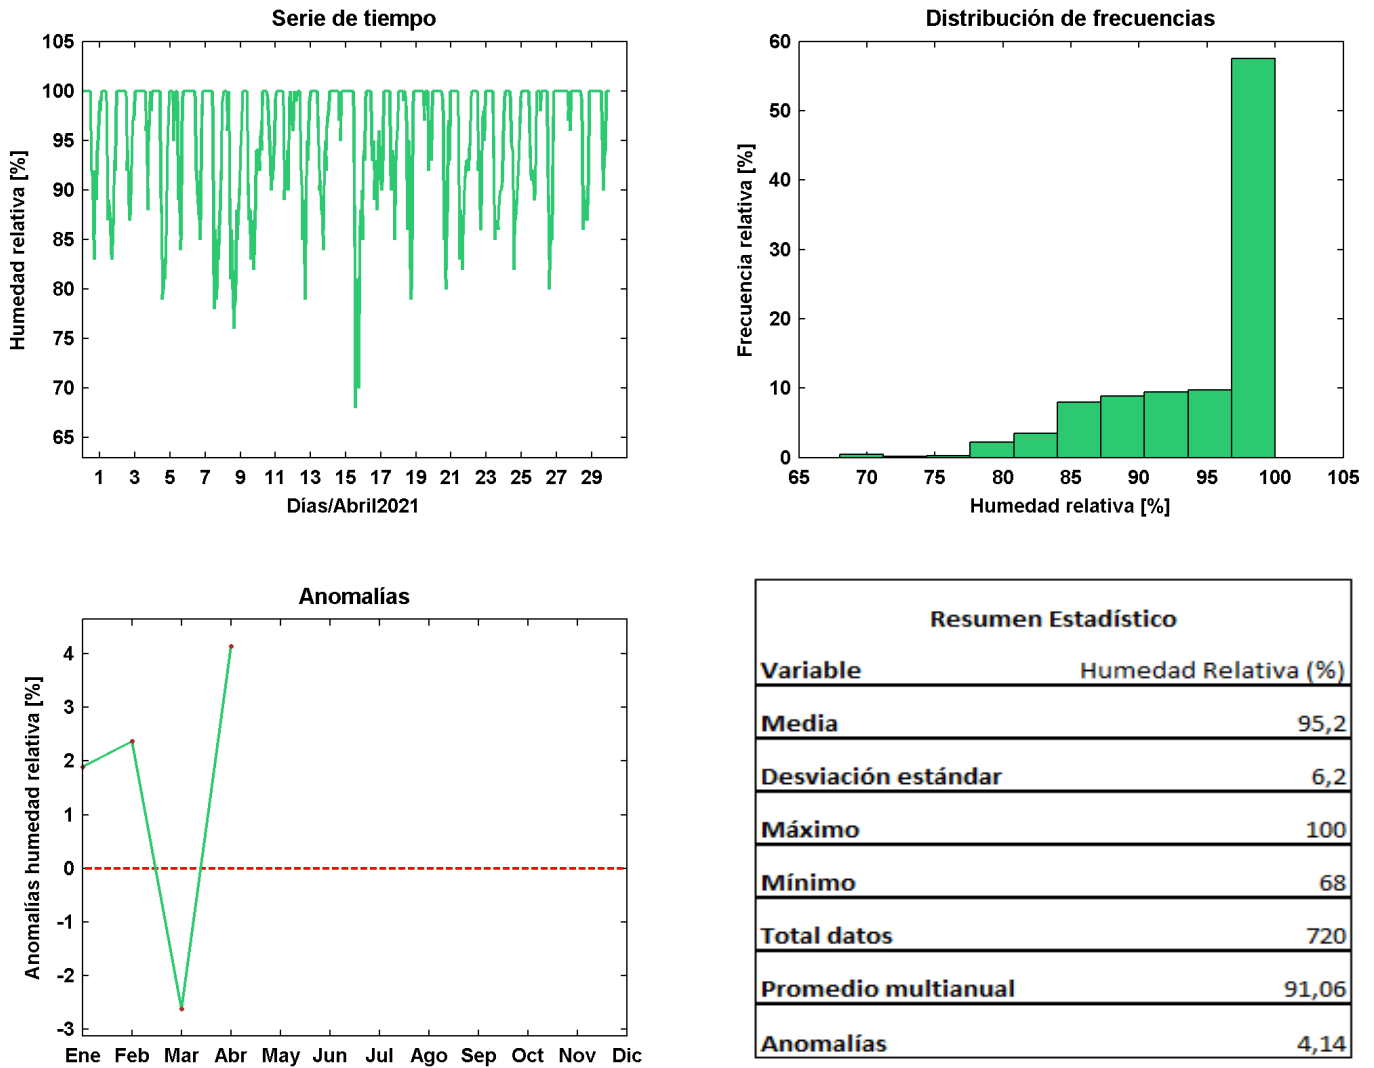 Serie de tiempo
105
100
95
90
85
80
75
70
65
Humedad relativa [%]
1 3 5 7 9 11 13 15 17 19 21 23 25 27 29
Días/Abril2021
Distribución de frecuencias
60
50
40
30
20
10
0
Frecuencia relativa [%]
65 70 75 80 85 90 95 100 105
Humedad relativa [%]
Anomalías
4
3
2
1
0
-1
-2
-3
Anomalías humedad relativa [%]
Ene Feb Mar Abr May Jun Jul Ago Sep Oct Nov Dic
Resumen Estadístico
Variable Humedad Relativa (%)
Media 95,2
Desviación estándar 6,2
Máximo 100
Mínimo 68
Total datos 720
Promedio multianual 91,06
Anomalías 4,14